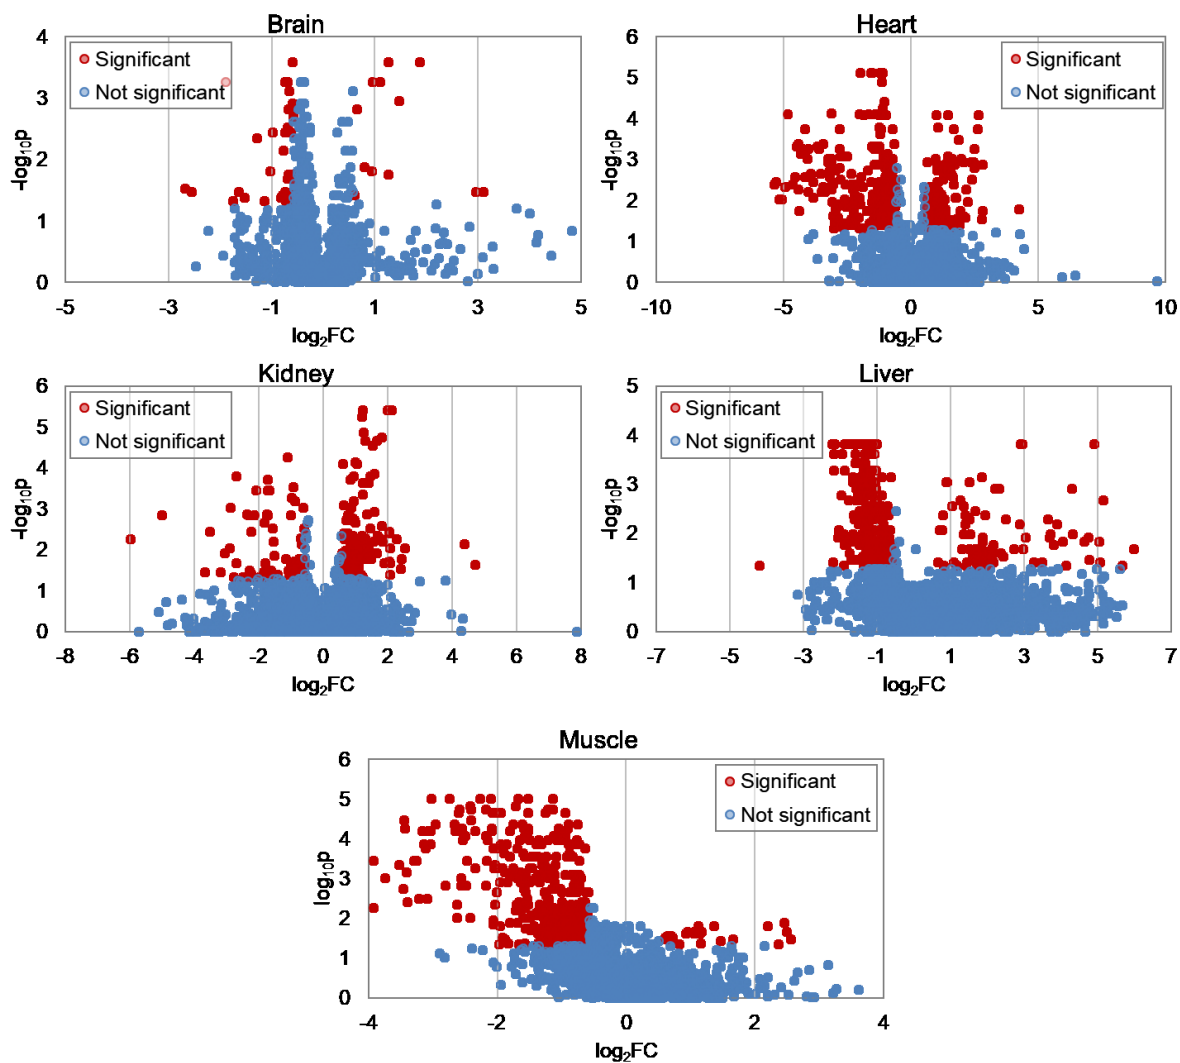 Brain
Heart
4
3
2
1
0
-log₁₀p
Significant
Not significant
-5
-3
-1
1
3
5
log₂FC
6
5
4
3
2
1
0
-log₁₀p
Significant
Not significant
-10
-5
0
5
10
log₂FC
Kidney
Liver
6
5
4
3
2
1
0
-log₁₀p
Significant
Not significant
-8
-6
-4
-2
0
2
4
6
8
log₂FC
5
4
3
2
1
0
-log₁₀p
Significant
Not significant
-7
-5
-3
-1
1
3
5
7
log₂FC
Muscle
6
5
4
3
2
1
0
log₁₀p
Significant
Not significant
-4
-2
-0
2
4
log₂FC